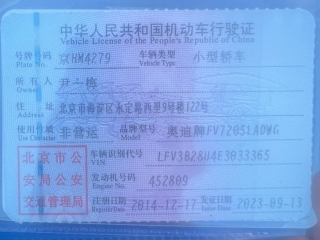 中华人民共和国机动车行驶证
Vehicle License of the People's Republic of China
号牌号码 京HM4279 车辆类型 小型轿车
Plate No. Vehicle Type
所有人 尹一梅
Owner
住址 北京市海淀区永定路西里9号楼122号
Address
使用性质 非营运 品牌型号 奥迪牌FV7205LADWG
Use Character Model
北京市公
安局公安
交通管理局
车辆识别代号 LFV3B28U4E3033365
VIN
发动机号码 452809
Engine No.
注册日期 2014-12-17 发证日期 2023-09-13
Register Date Issue Date